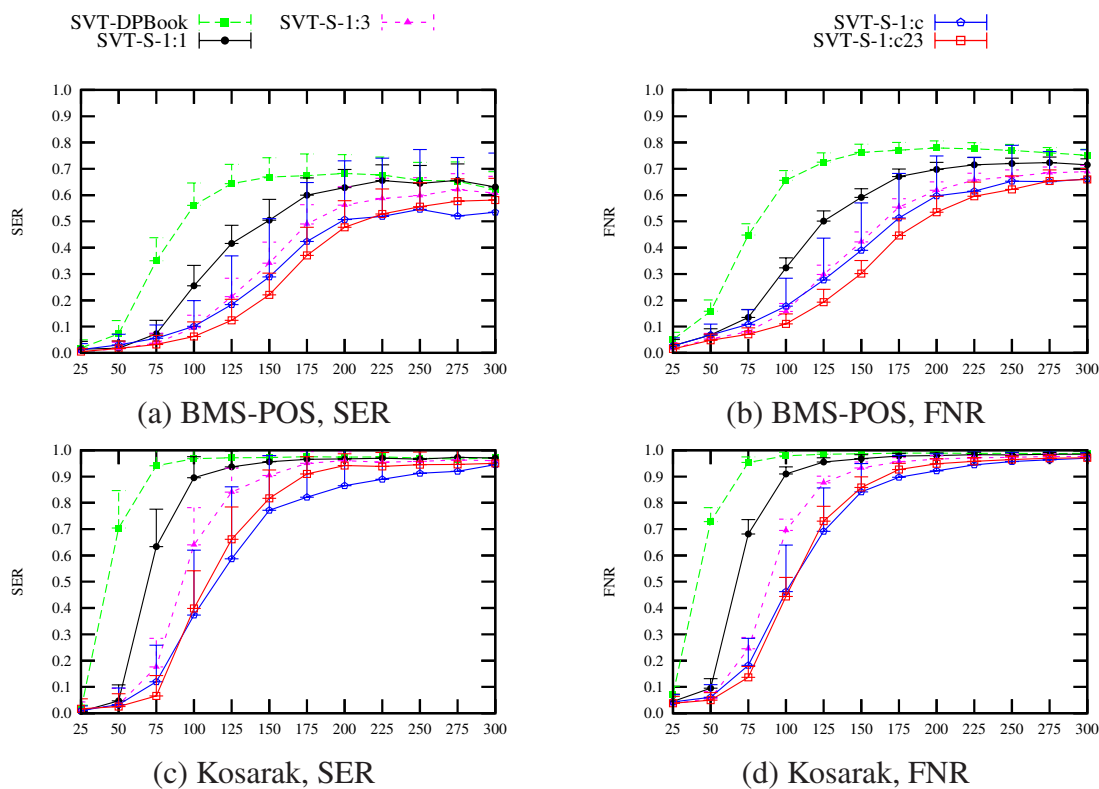 SVT-DPBook SVT-S-1:3 SVT-S-1:c
SVT-S-1:1 SVT-S-1:c23
1.0 1.0
0.9 0.9
0.8 0.8
0.7 0.7
0.6 0.6
SER 0.5 FNR 0.5
0.4 0.4
0.3 0.3
0.2 0.2
0.1 0.1
0.0 0.0
25 50 75 100 125 150 175 200 225 250 275 300 25 50 75 100 125 150 175 200 225 250 275 300
(a) BMS-POS, SER (b) BMS-POS, FNR
1.0 1.0
0.9 0.9
0.8 0.8
0.7 0.7
0.6 0.6
SER 0.5 FNR 0.5
0.4 0.4
0.3 0.3
0.2 0.2
0.1 0.1
0.0 0.0
25 50 75 100 125 150 175 200 225 250 275 300 25 50 75 100 125 150 175 200 225 250 275 300
(c) Kosarak, SER (d) Kosarak, FNR